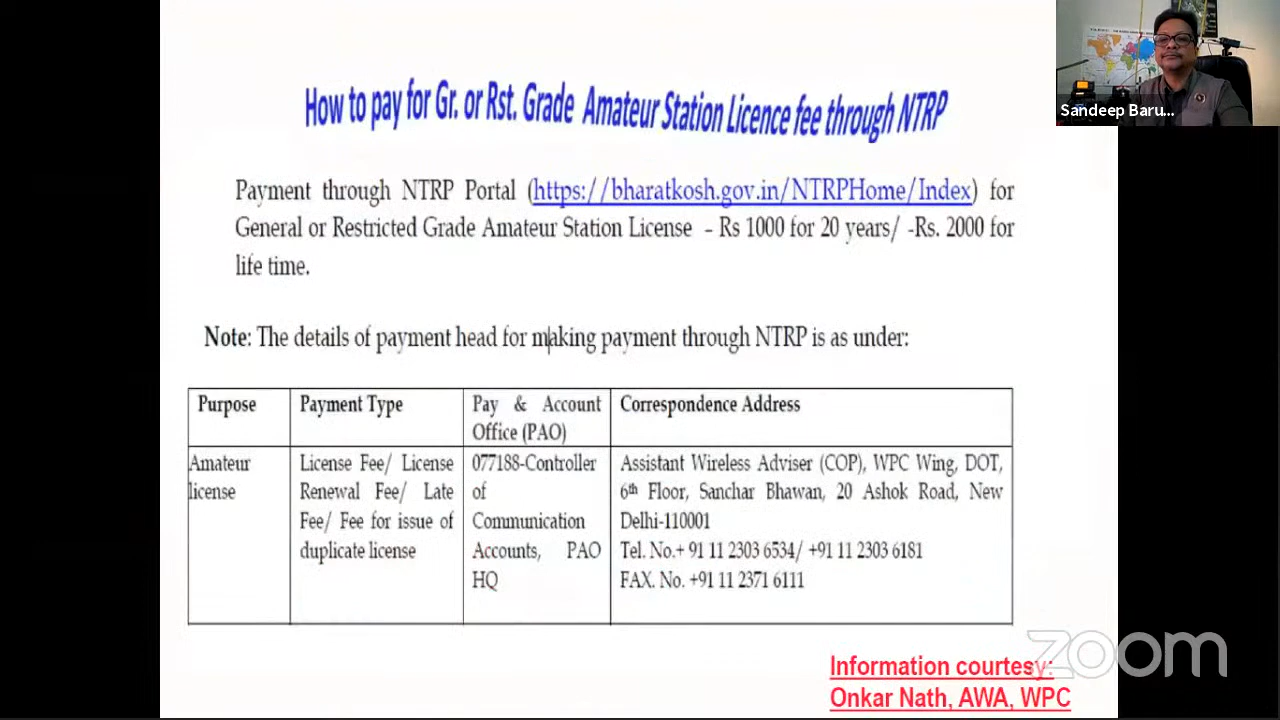 How to pay for Gr. or Rst. Grade Amateur Station Licence fee through NTRP
Sandeep Baru...
Payment through NTRP Portal (https://bharatkosh.gov.in/NTRPHome/Index) for
General or Restricted Grade Amateur Station License – Rs 1000 for 20 years/ -Rs. 2000 for
life time.
Note: The details of payment head for making payment through NTRP is as under:
Purpose
Payment Type
Pay & Account
Office (PAO)
Correspondence Address
Amateur
license
License Fee/ License
Renewal Fee/ Late
Fee/ Fee for issue of
duplicate license
077188-Controller
of
Communication
Accounts, PAO
HQ
Assistant Wireless Adviser (COP), WPC Wing, DOT,
6th Floor, Sanchar Bhawan, 20 Ashok Road, New
Delhi-110001
Tel. No.+ 91 11 2303 6534/ +91 11 2303 6181
FAX. No. +91 11 2371 6111
zoom
Information courtesy:
Onkar Nath, AWA, WPC